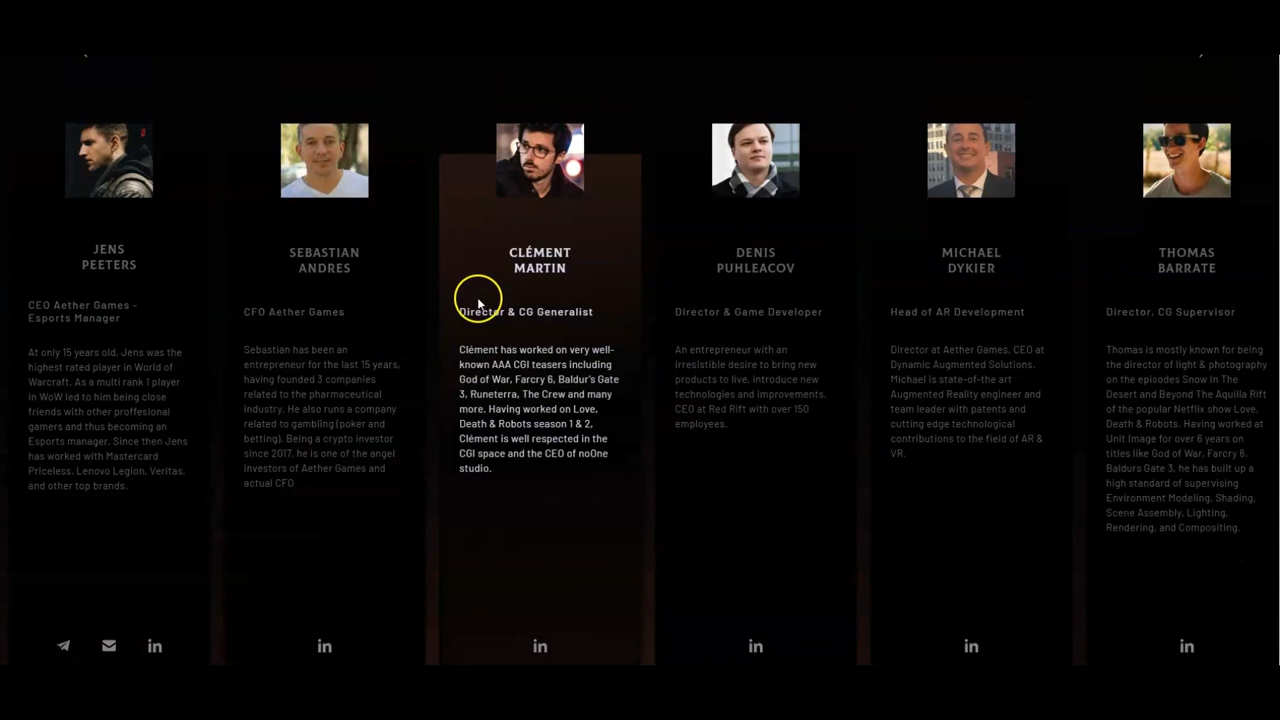 JENS
PEETERS
CEO Aether Games -
Esports Manager
At only 15 years old, Jens was the
highest rated player in World of
Warcraft. As a multi rank 1 player
in WoW led to him being close
friends with other proffesional
gamers and thus becoming an
Esports manager. Since then Jens
has worked with Mastercard
Priceless, Lenovo Legion, Veritas,
and other top brands.
in
SEBASTIAN
ANDRES
CFO Aether Games
Sebastian has been an
entrepreneur for the last 15 years,
having founded 3 companies
related to the pharmaceutical
industry. He also runs a company
related to gambling (poker and
betting). Being a crypto investor
since 2017, he is one of the angel
investors of Aether Games and
actual CFO
in
CLÉMENT
MARTIN
Director & CG Generalist
Clément has worked on very well-
known AAA CGI teasers including
God of War, Farcry 6, Baldur's Gate
3, Runeterra, The Crew and many
more. Having worked on Love,
Death & Robots season 1 & 2,
Clément is well respected in the
CGI space and the CEO of noOne
studio.
in
DENIS
PUHLEACOV
Director & Game Developer
An entrepreneur with an
irresistible desire to bring new
products to live, introduce new
technologies and improvements.
CEO at Red Rift with over 150
employees.
in
MICHAEL
DYKIER
Head of AR Development
Director at Aether Games, CEO at
Dynamic Augmented Solutions.
Michael is state-of-the art
Augmented Reality engineer and
team leader with patents and
cutting edge technological
contributions to the field of AR &
VR.
in
THOMAS
BARRATE
Director, CG Supervisor
Thomas is mostly known for being
the director of light & photography
on the episodes Snow In The
Desert and Beyond The Aquilla Rift
of the popular Netflix show Love,
Death & Robots. Having worked at
Unit Image for over 6 years on
titles like God of War, Farcry 6,
Baldurs Gate 3, he has built up a
high standard of supervising
Environment Modeling, Shading,
Scene Assembly, Lighting,
Rendering, and Compositing.
in